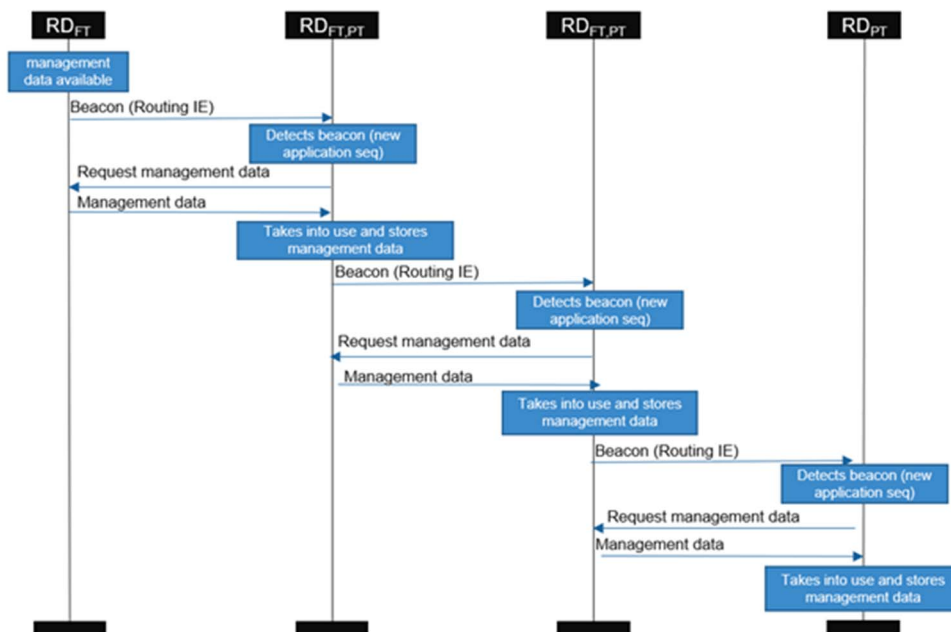 RDFT
RDFT,PT
RDFT,PT
RDPT
management
data available
Beacon (Routing IE)
Detects beacon (new
application seq)
Request management data
Management data
Takes into use and stores
management data
Beacon (Routing IE)
Detects beacon (new
application seq)
Request management data
Management data
Takes into use and stores
management data
Beacon (Routing IE)
Detects beacon (new
application seq)
Request management data
Management data
Takes into use and stores
management data